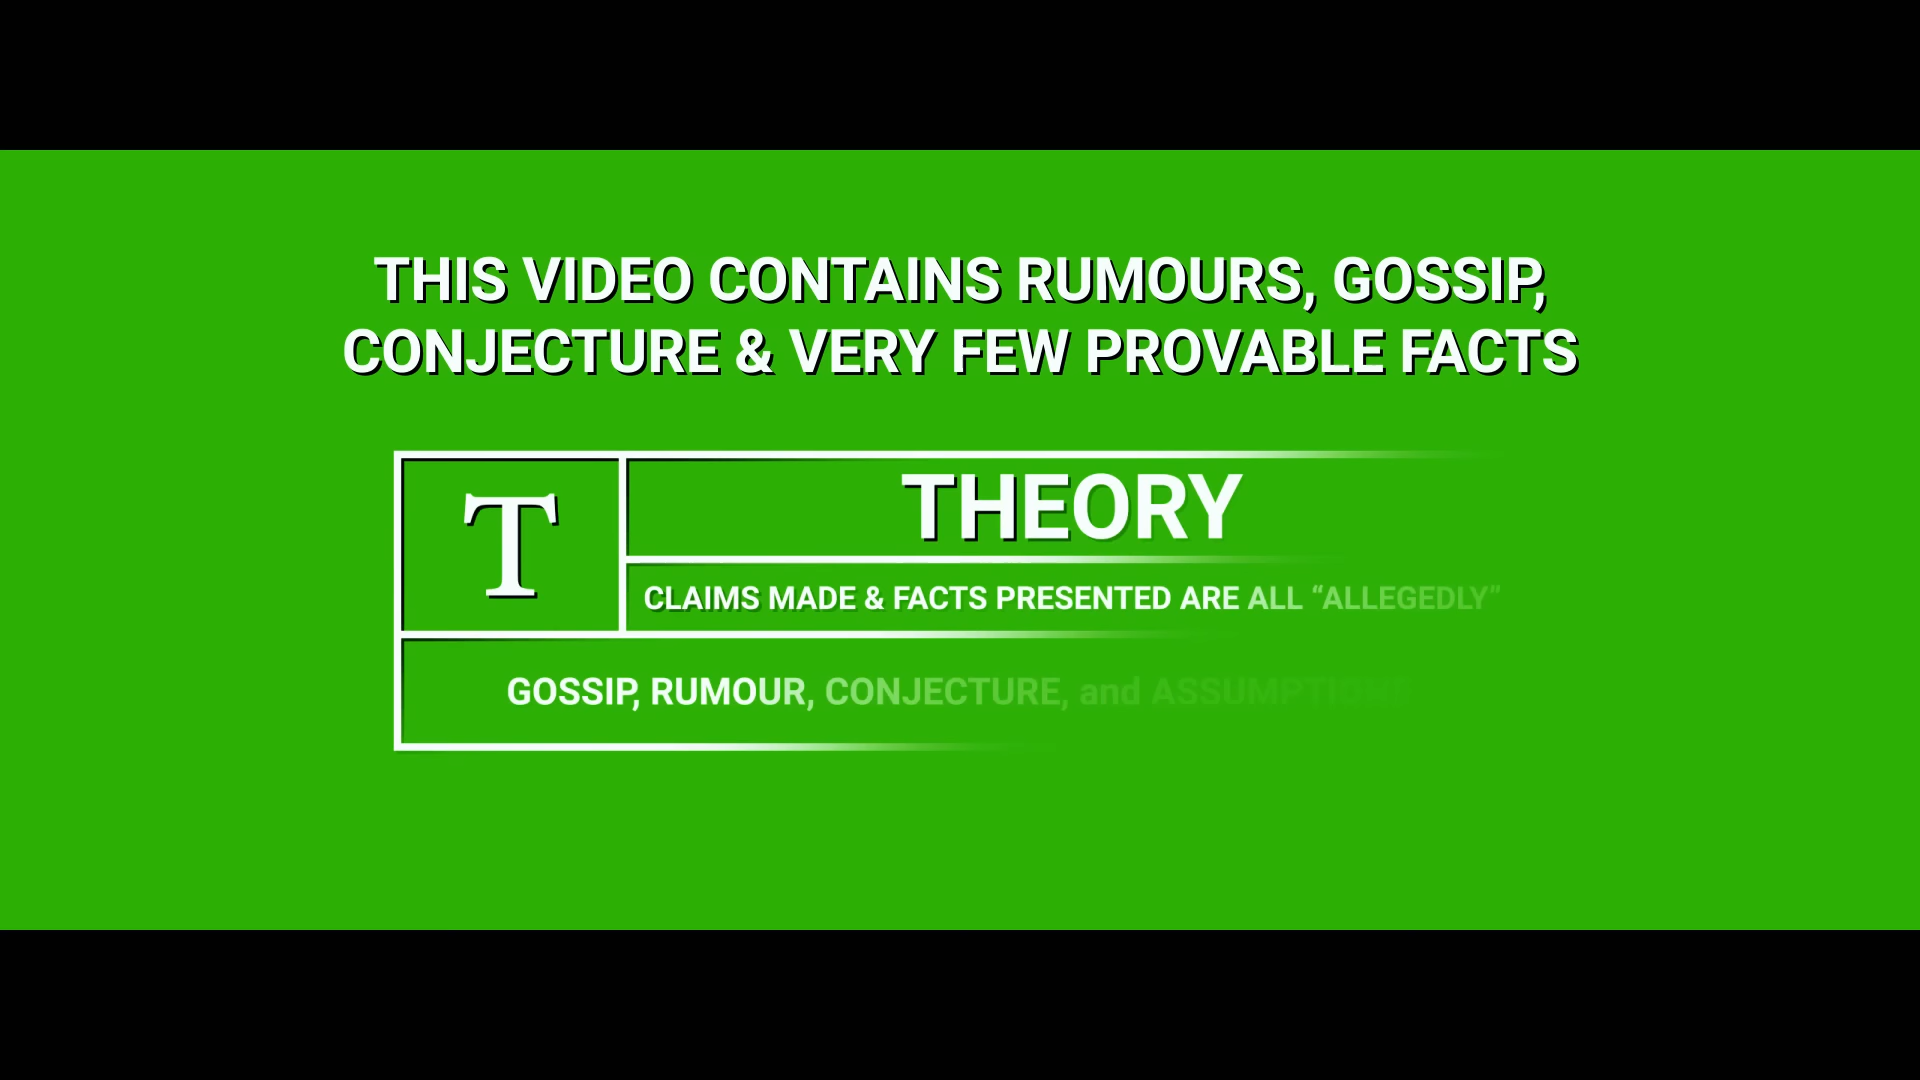 THIS VIDEO CONTAINS RUMOURS, GOSSIP,
CONJECTURE & VERY FEW PROVABLE FACTS
T
THEORY
CLAIMS MADE & FACTS PRESENTED ARE ALL “ALLEGEDLY”
GOSSIP, RUMOUR, CONJECTURE, and ASSUMPTIONS